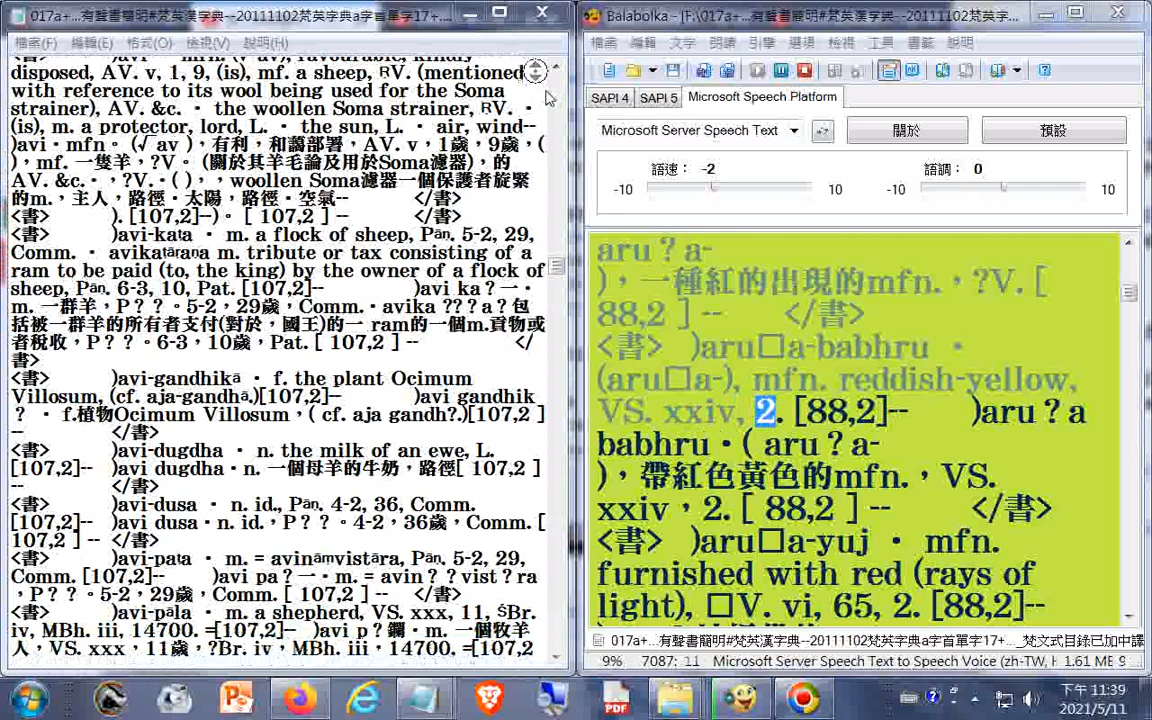 017a+...有聲書簡明#梵英漢字典--20111102梵英字典a字首單字17+...
檔案(F) 編輯(E) 格式(O) 檢視(V) 說明(H)
disposed, AV. v, 1, 9, (is), mf. a sheep, RV. (mentioned
with reference to its wool being used for the Soma
strainer), AV. &c. • the woollen Soma strainer, RV. •
(is), m. a protector, lord, L. • the sun, L. • air, wind--
)avi・mfn。(√ av )，有利，和藹部署，AV. v，1歲，9歲，(
)，mf. 一隻羊，?V。(關於其羊毛論及用於Soma濾器)，的
AV. &c.・，?V.・( )，，woollen Soma濾器一個保護者旋緊
的m.，主人，路徑・太陽，路徑・空氣-- </書>
<書> ). [107,2]--)。[ 107,2 ] -- </書>
<書> )avi-kata • m. a flock of sheep, Pān. 5-2, 29,
Comm. • avikatārana m. tribute or tax consisting of a
ram to be paid (to, the king) by the owner of a flock of
sheep, Pān. 6-3, 10, Pat. [107,2]-- )avi ka？一・
m. 一群羊，P？？。5-2，29歲，Comm.・avika ???a？包
括被一群羊的所有者支付(對於，國王)的一 ram的一個m.貢物或
者稅收，P？？。6-3，10歲，Pat. [ 107,2 ] -- </
書>
<書> )avi-gandhikā • f. the plant Ocimum
Villosum, (cf. aja-gandhā.)[107,2]-- )avi gandhik
？・f.植物Ocimum Villosum，( cf. aja gandh?.)[107,2 ]
-- </書>
<書> )avi-dugdha • n. the milk of an ewe, L.
[107,2]-- )avi dugdha・n. 一個母羊的牛奶，路徑[ 107,2 ]
-- </書>
<書> )avi-dusa • n. id., Pān. 4-2, 36, Comm.
[107,2]-- )avi dusa・n. id.，P？？。4-2，36歲，Comm. [
107,2 ] -- </書>
<書> )avi-pata • m. = avināmvistāra, Pān. 5-2, 29,
Comm. [107,2]-- )avi pa？一・m. = avin？？vist？ra
，P？？。5-2，29歲，Comm. [ 107,2 ] -- </書>
<書> )avi-pāla • m. a shepherd, VS. xxx, 11, ŚBr.
iv, MBh. iii, 14700. =[107,2]-- )avi p？鑭・m. 一個牧羊
人，VS. xxx，11歲，?Br. iv，MBh. iii，14700. =[107,2
Balabolka - [F:\017a+...有聲書簡明#梵英漢字典--20111102梵英字...
檔案 編輯 文字 朗讀 引擎 選項 檢視 工具 書籤 說明
SAPI 4 SAPI 5 Microsoft Speech Platform
Microsoft Server Speech Text 關於 預設
語速： -2 語調： 0
-10 10 -10 10
aru？a-
)，一種紅的出現的mfn.，?V. [
88,2 ] -- </書>
<書> )aru□a-babhru •
(aru□a-), mfn. reddish-yellow,
VS. xxiv, 2. [88,2]-- )aru？a
babhru・( aru？a-
)，帶紅色黃色的mfn.，VS.
xxiv，2. [ 88,2 ] -- </書>
<書> )aru□a-yuj • mfn.
furnished with red (rays of
light), □V. vi, 65, 2. [88,2]--
017a+...有聲書簡明#梵英漢字典--20111102梵英字典a字首單字17+..._梵文式目錄已加中譯
9% 7087: 11 Microsoft Server Speech Text to Speech Voice (zh-TW, H 1.61 MB 9
PDF
下午 11:39
2021/5/11